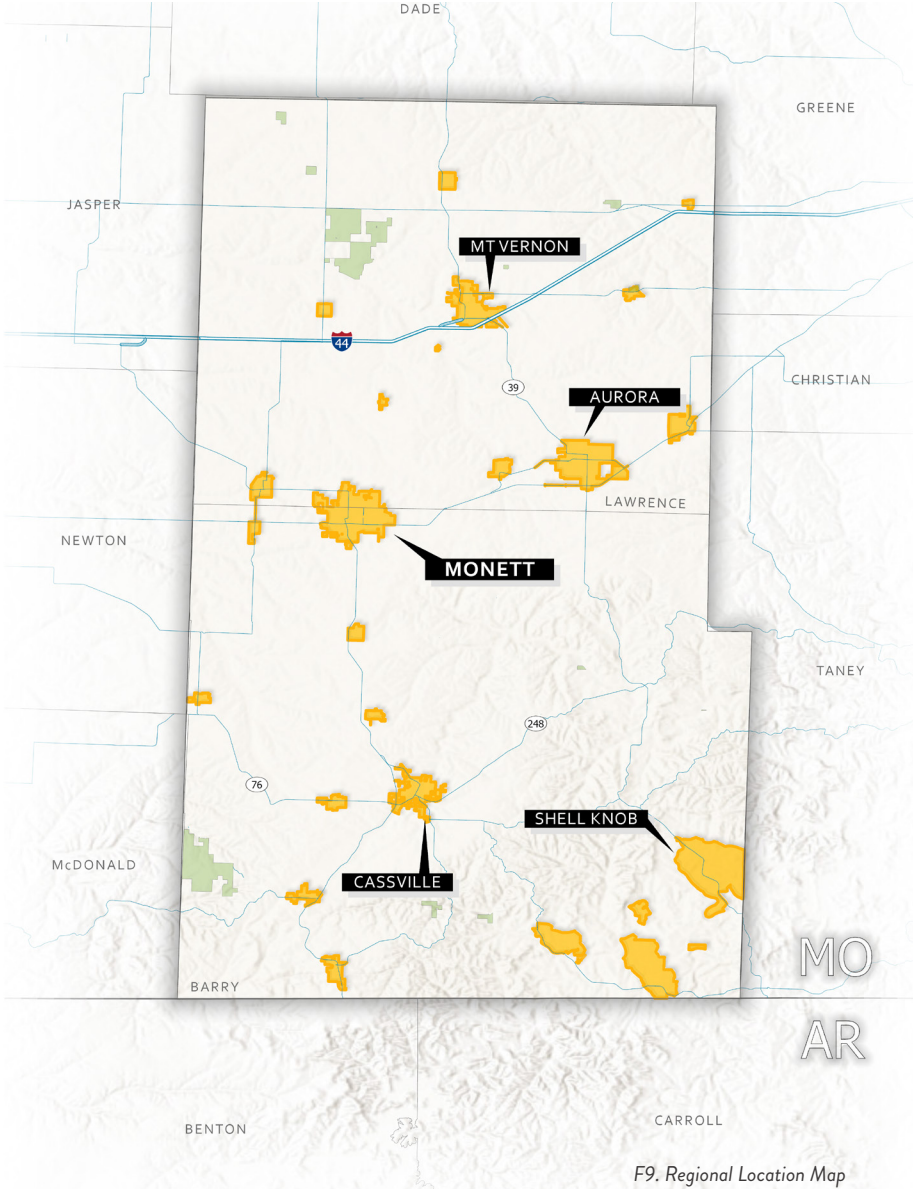 DADE
GREENE
JASPER
MT VERNON
44
CHRISTIAN
39
AURORA
LAWRENCE
NEWTON
MONETT
TANEY
248
76
SHELL KNOB
McDONALD
CASSVILLE
MO
BARRY
AR
BENTON
CARROLL
F9. Regional Location Map